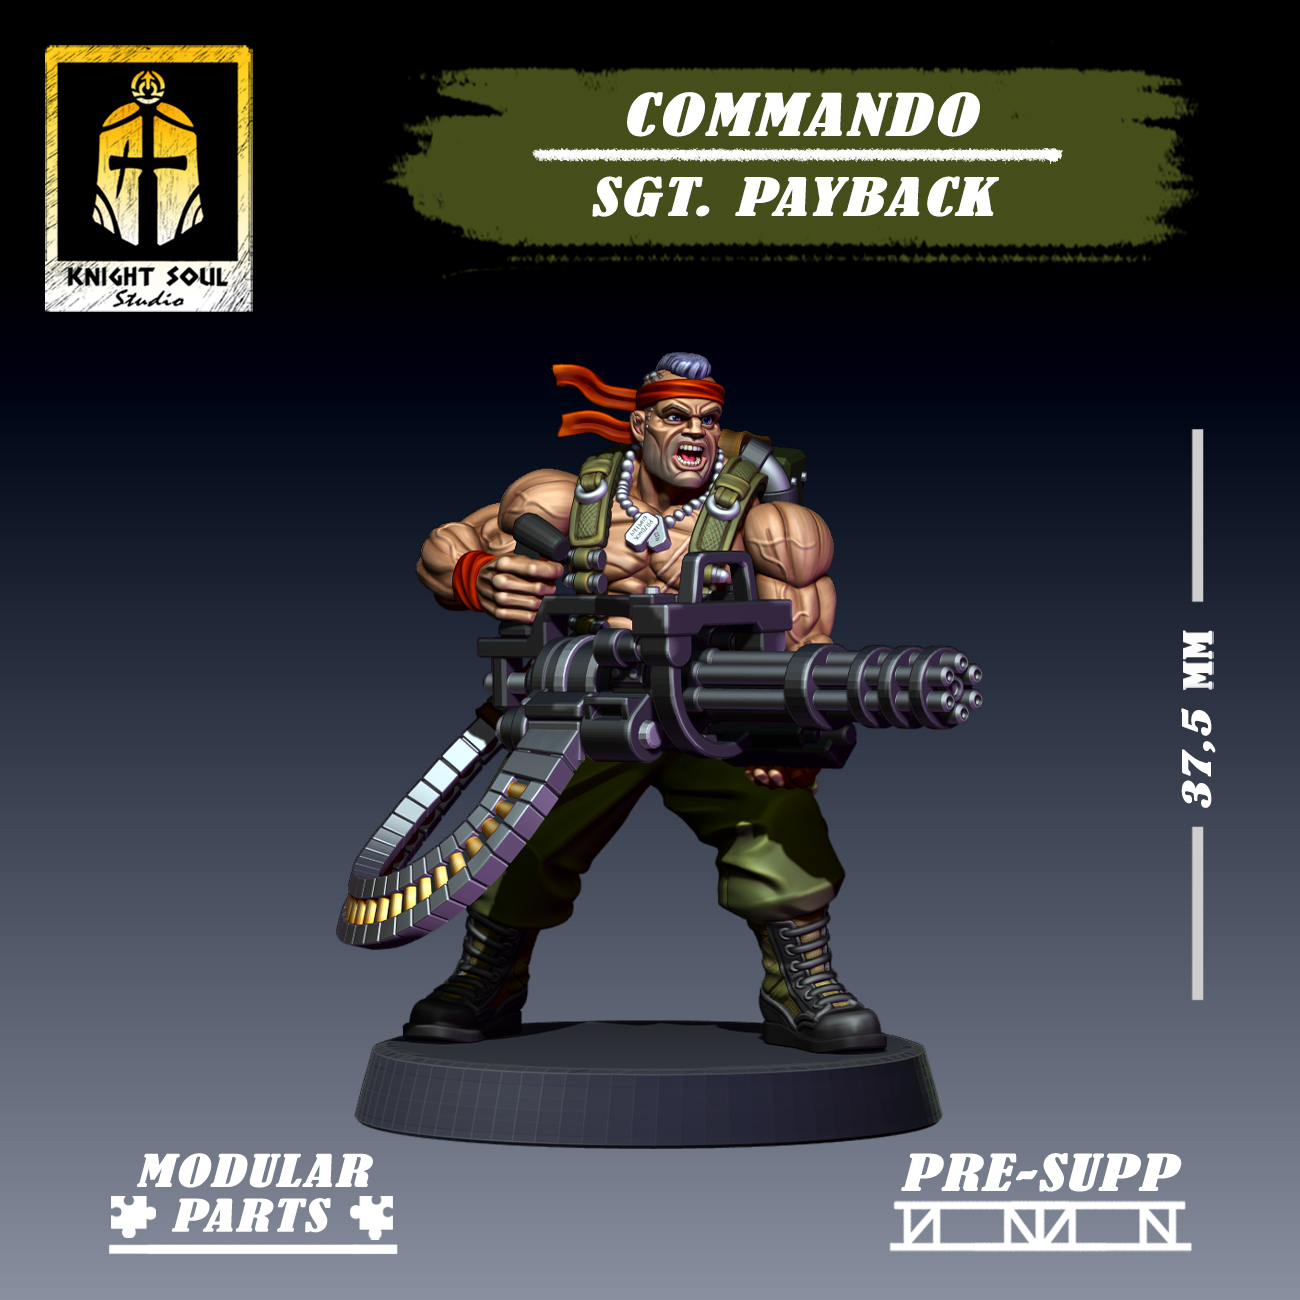 COMMANDO
SGT. PAYBACK
KNIGHT SOUL
Studio
37,5 MM
MODULAR
PARTS
PRE-SUPP